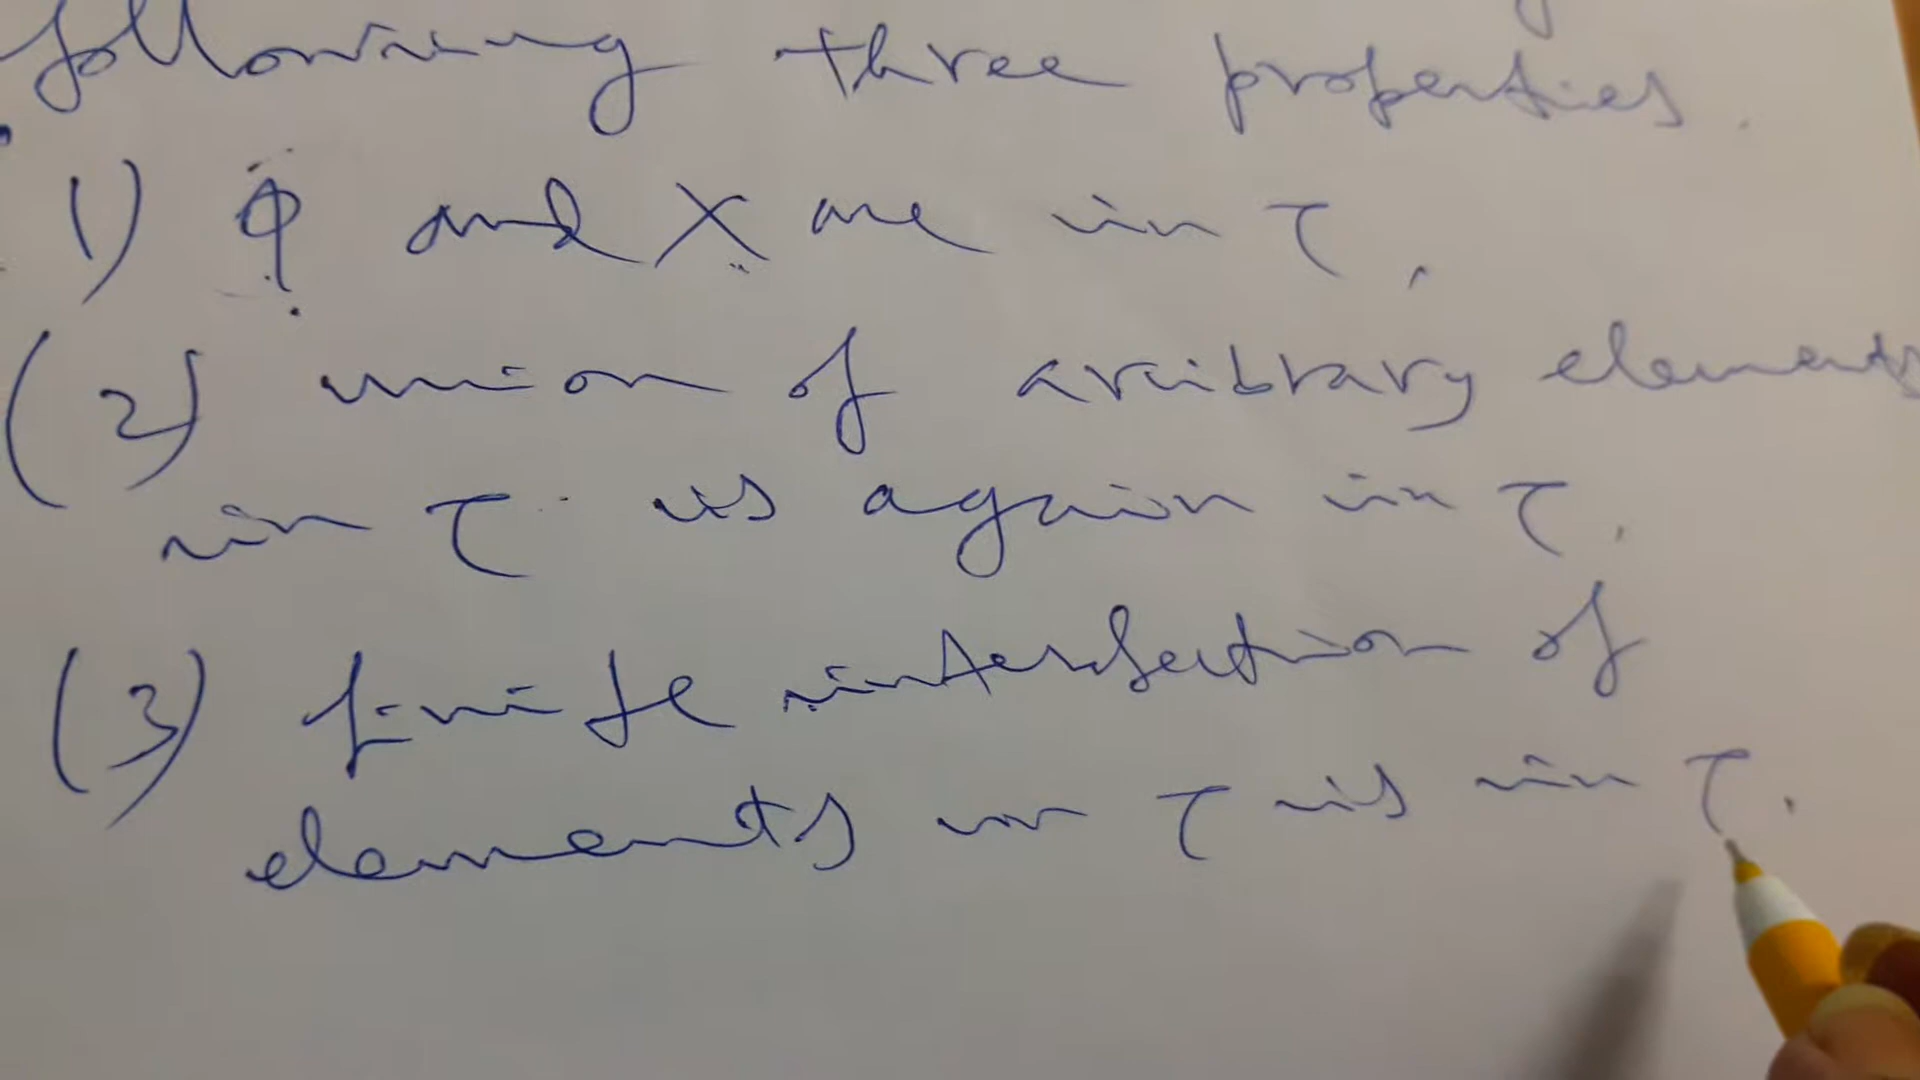 following three properties.
1) φ and X are in τ.
(2) union of arbitrary elements
in τ is again in τ.
(3) finite intersection of
elements in τ is in τ.